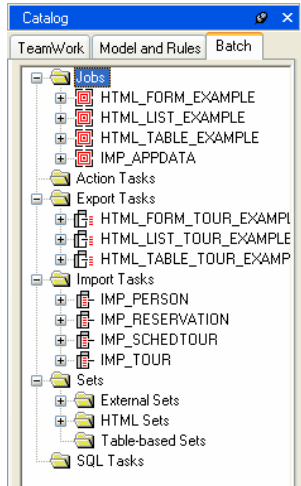 Catalog
TeamWork Model and Rules Batch
Jobs
HTML_FORM_EXAMPLE
HTML_LIST_EXAMPLE
HTML_TABLE_EXAMPLE
IMP_APPDATA
Action Tasks
Export Tasks
HTML_FORM_TOUR_EXAMPL
HTML_LIST_TOUR_EXAMPLE
HTML_TABLE_TOUR_EXAMP
Import Tasks
IMP_PERSON
IMP_RESERVATION
IMP_SCHEDTOUR
IMP_TOUR
Sets
External Sets
HTML Sets
Table-based Sets
SQL Tasks